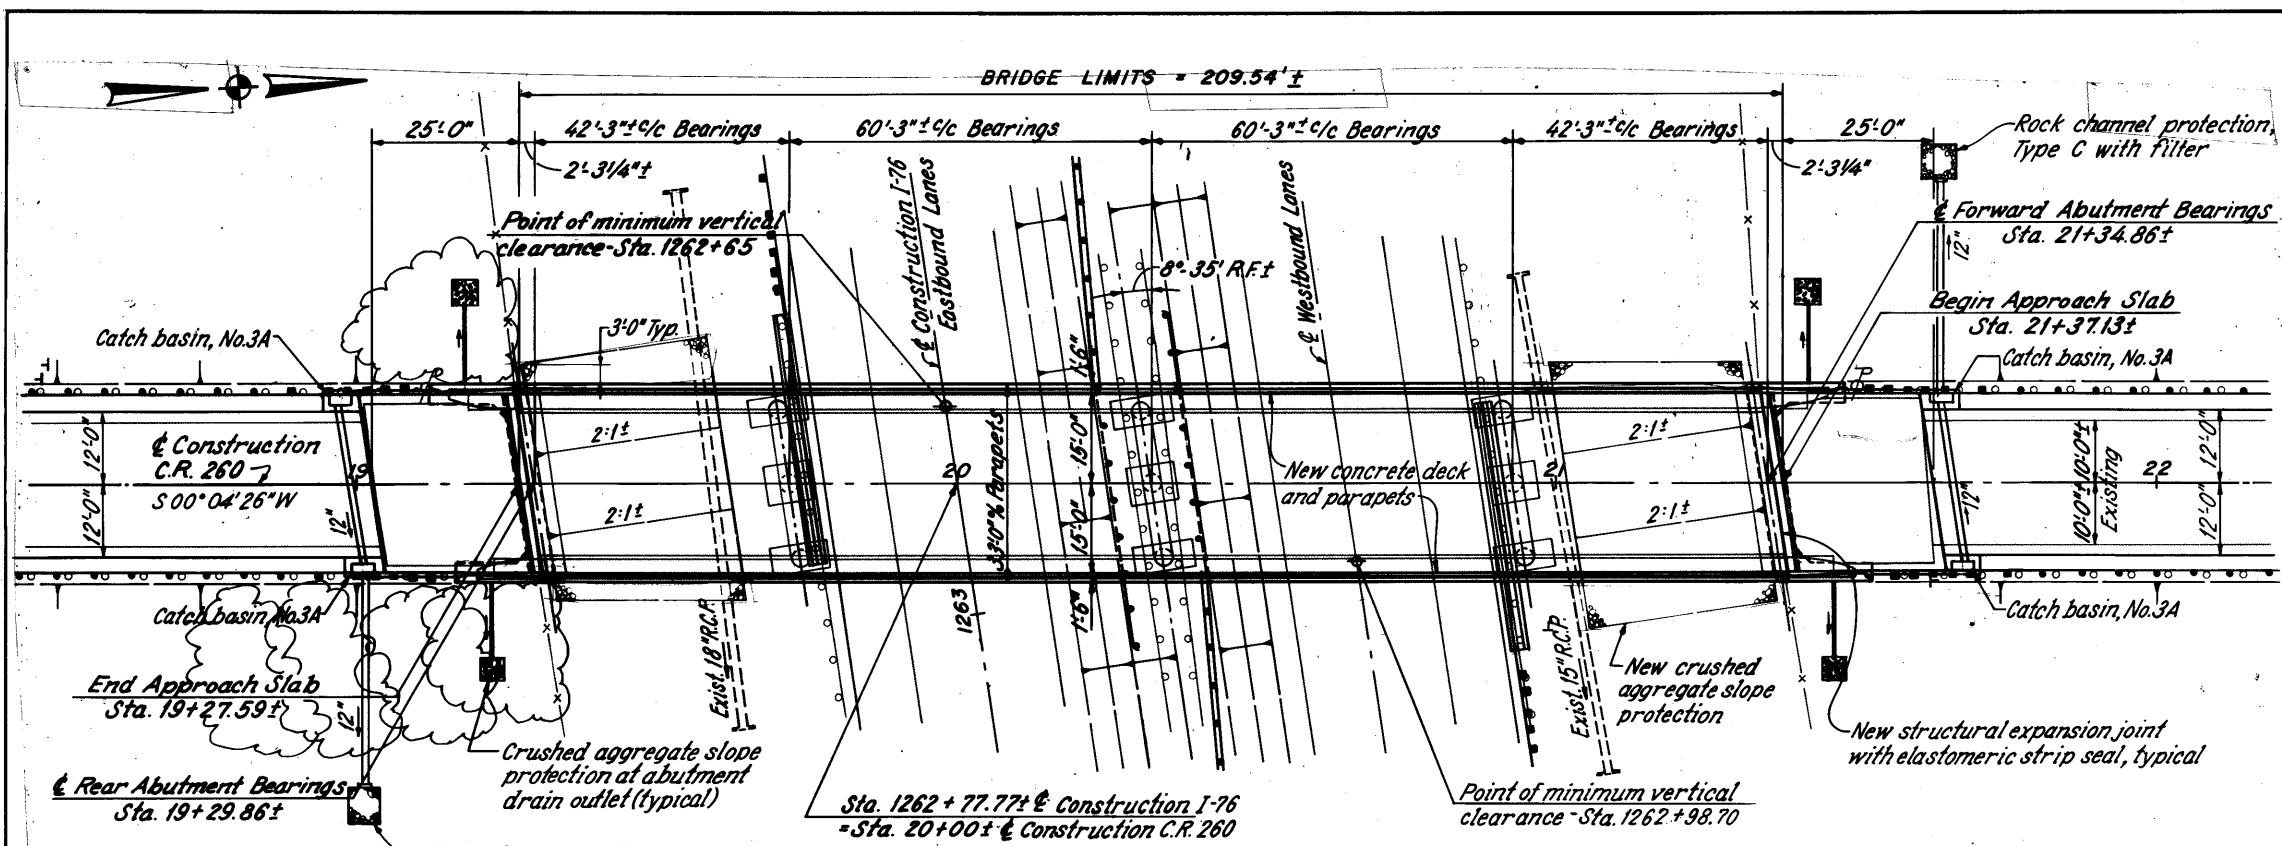 BRIDGE LIMITS = 209.54'±
25'-0"
42'-3"± c/c Bearings
60'-3"± c/c Bearings
60'-3"± c/c Bearings
42'-3"± c/c Bearings
25'-0"
2'-3 1/4"±
2'-3 1/4"
Rock channel protection,
Type C with filter
Point of minimum vertical
clearance-Sta. 1262+65
℄ Construction I-76
Eastbound Lanes
℄ Westbound Lanes
8°-35' R.F.±
℄ Forward Abutment Bearings
Sta. 21+34.86±
12"
Begin Approach Slab
Sta. 21+37.13±
Catch basin, No.3A
3'-0" Typ.
Catch basin, No.3A
1'-6"
12'-0"
12'-0"
℄ Construction
C.R. 260
S 00° 04' 26" W
19
2:1±
2:1±
20
33'-0" % Parapets
15'-0"
15'-0"
New concrete deck
and parapets
21
2:1±
2:1±
10'-0"± 10'-0"±
Existing
12'-0"
12'-0"
22
12"
12"
1'-6"
1263
Catch basin, No.3A
Catch basin, No.3A
Exist. 18" R.C.P.
Exist. 15" R.C.P.
End Approach Slab
Sta. 19+27.59±
12"
New crushed
aggregate slope
protection
New structural expansion joint
with elastomeric strip seal, typical
Crushed aggregate slope
protection at abutment
drain outlet (typical)
℄ Rear Abutment Bearings
Sta. 19+29.86±
Sta. 1262 + 77.77± ℄ Construction I-76
=Sta. 20+00± ℄ Construction C.R. 260
Point of minimum vertical
clearance - Sta. 1262+98.70